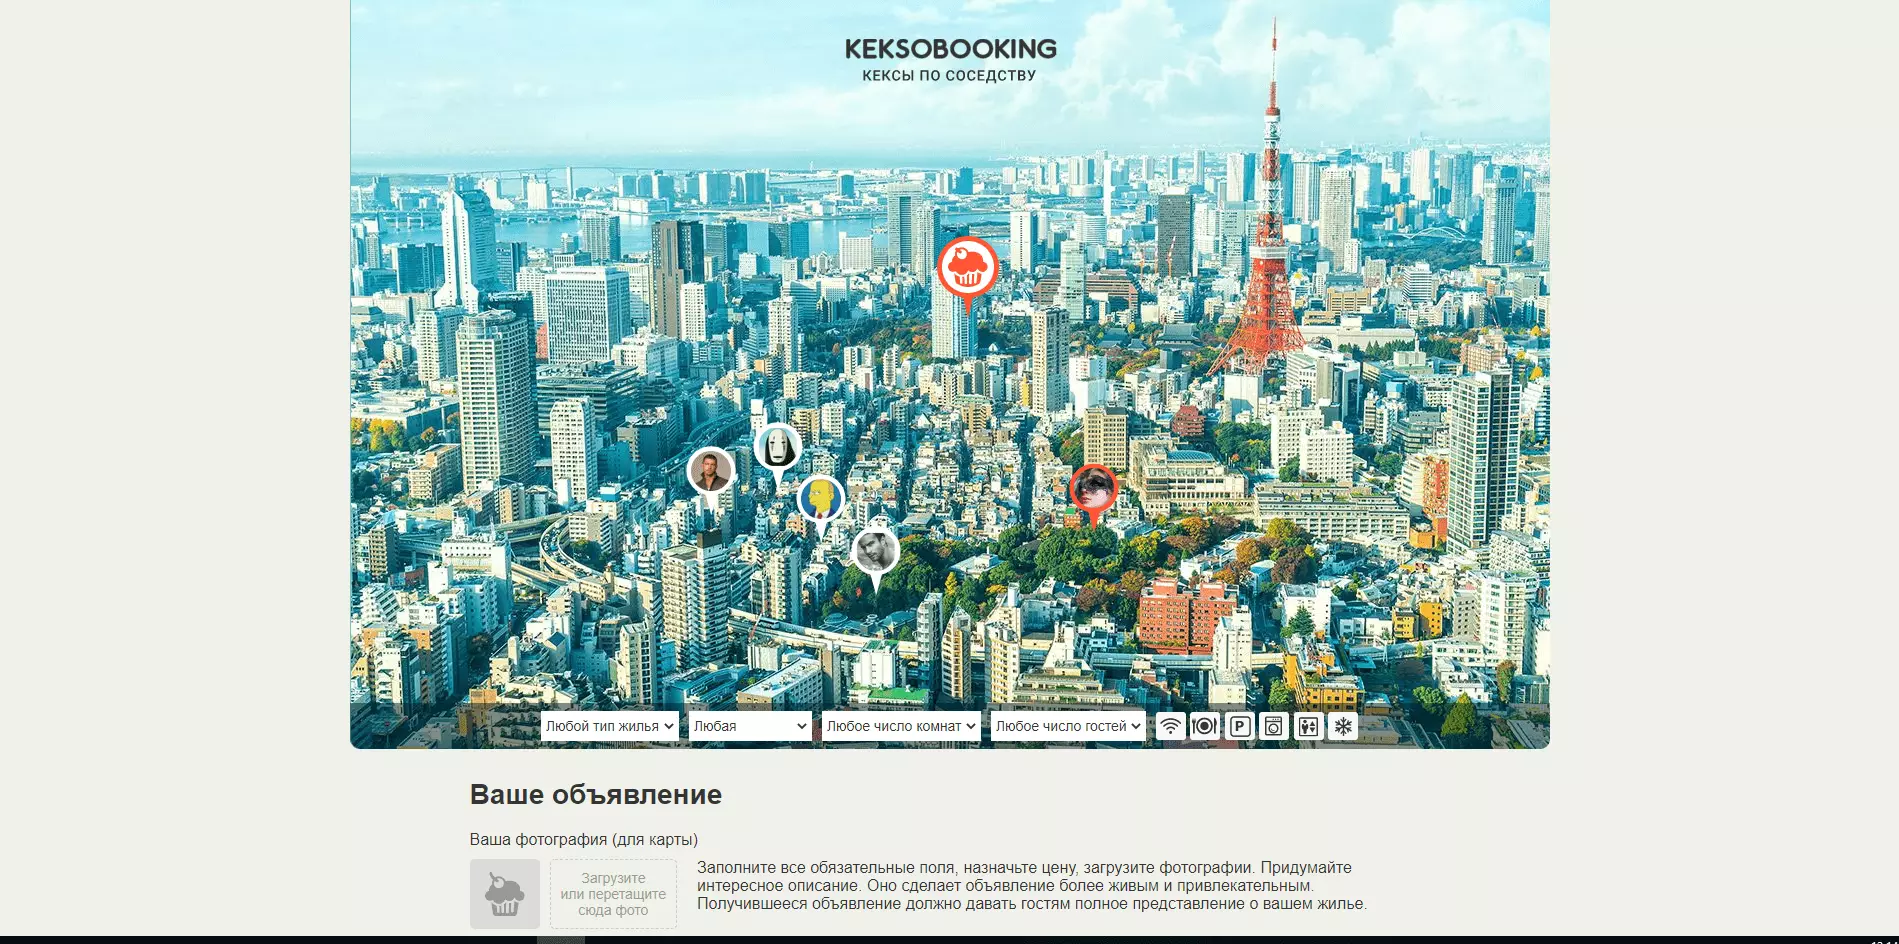 KEKSOBOOKING
КЕКСЫ ПО СОСЕДСТВУ
Любой тип жилья Любая Любое число комнат Любое число гостей P
Ваше объявление
Ваша фотография (для карты)
Загрузите
или перетащите
сюда фото
Заполните все обязательные поля, назначьте цену, загрузите фотографии. Придумайте
интересное описание. Оно сделает объявление более живым и привлекательным.
Получившееся объявление должно давать гостям полное представление о вашем жилье.